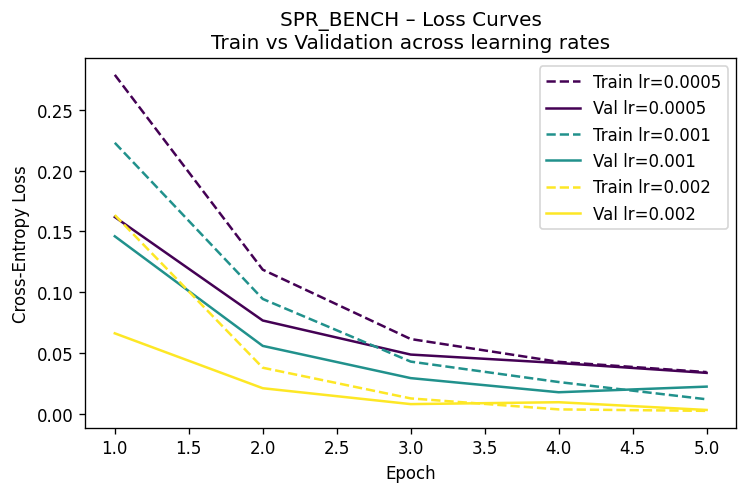 SPR_BENCH – Loss Curves
Train vs Validation across learning rates
Train lr=0.0005
Val lr=0.0005
Train lr=0.001
Val lr=0.001
Train lr=0.002
Val lr=0.002
Cross-Entropy Loss
0.25
0.20
0.15
0.10
0.05
0.00
1.0 1.5 2.0 2.5 3.0 3.5 4.0 4.5 5.0
Epoch